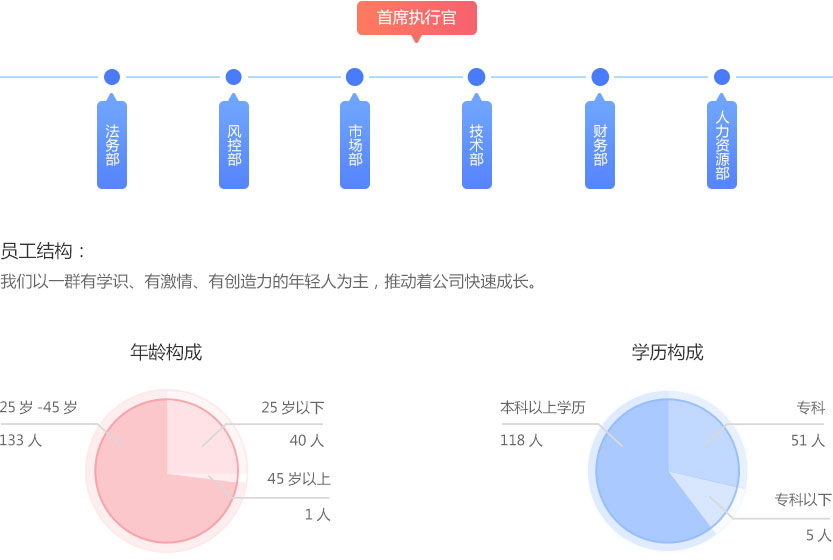 首席执行官
法务部
风控部
市场部
技术部
财务部
人力资源部
员工结构：
我们以一群有学识、有激情、有创造力的年轻人为主，推动着公司快速成长。
年龄构成
25 岁 -45 岁
133 人
25 岁以下
40 人
45 岁以上
1 人
学历构成
本科以上学历
118 人
专科
51 人
专科以下
5 人